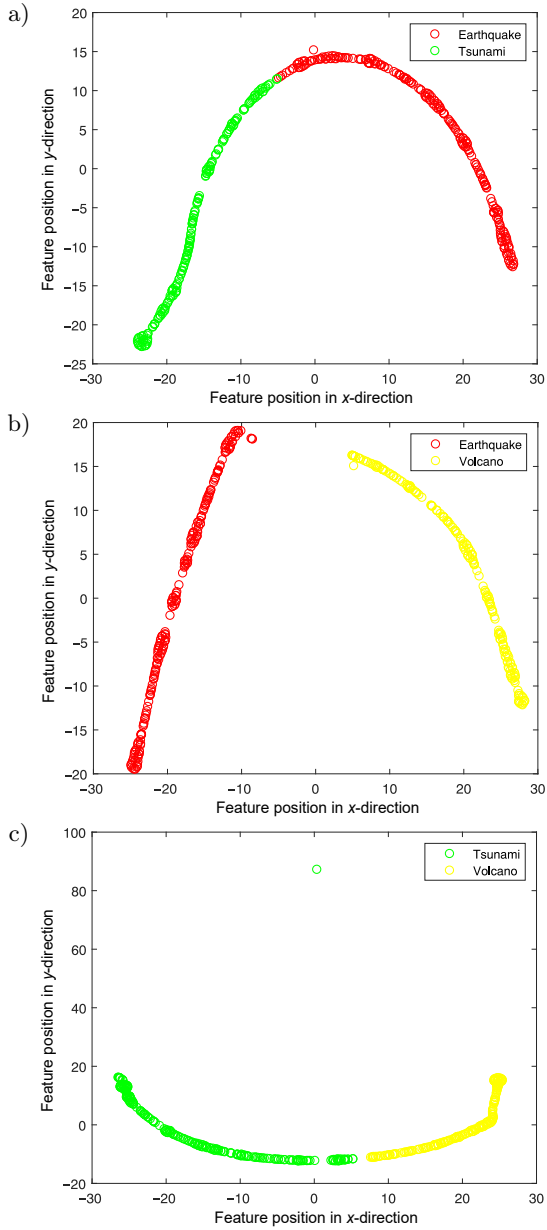 a)
15
10
5
0
−5
−10
−15
−20
−25
Feature position in y-direction
Earthquake
Tsunami
−30 −20 −10 0 10 20 30
Feature position in x-direction
b)
20
15
10
5
0
−5
−10
−15
−20
Feature position in y-direction
Earthquake
Volcano
−30 −20 −10 0 10 20 30
Feature position in x-direction
c)
100
80
60
40
20
0
−20
Feature position in y-direction
Tsunami
Volcano
−30 −20 −10 0 10 20 30
Feature position in x-direction